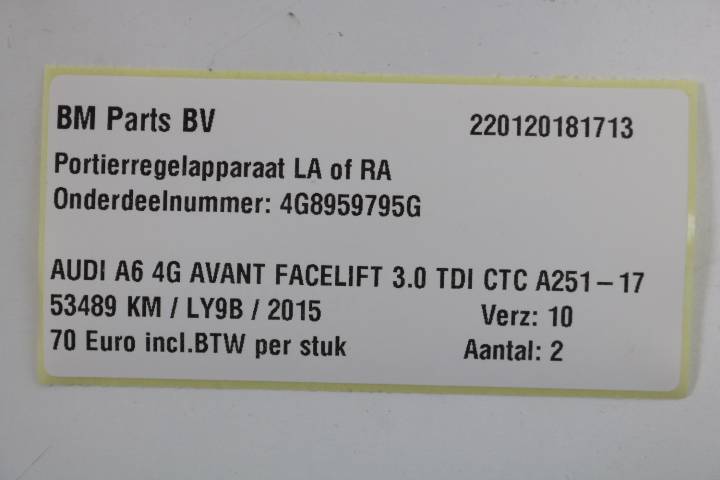 BM Parts BV 220120181713
Portierregelapparaat LA of RA
Onderdeelnummer: 4G8959795G
AUDI A6 4G AVANT FACELIFT 3.0 TDI CTC A251-17
53489 KM / LY9B / 2015 Verz: 10
70 Euro incl.BTW per stuk Aantal: 2